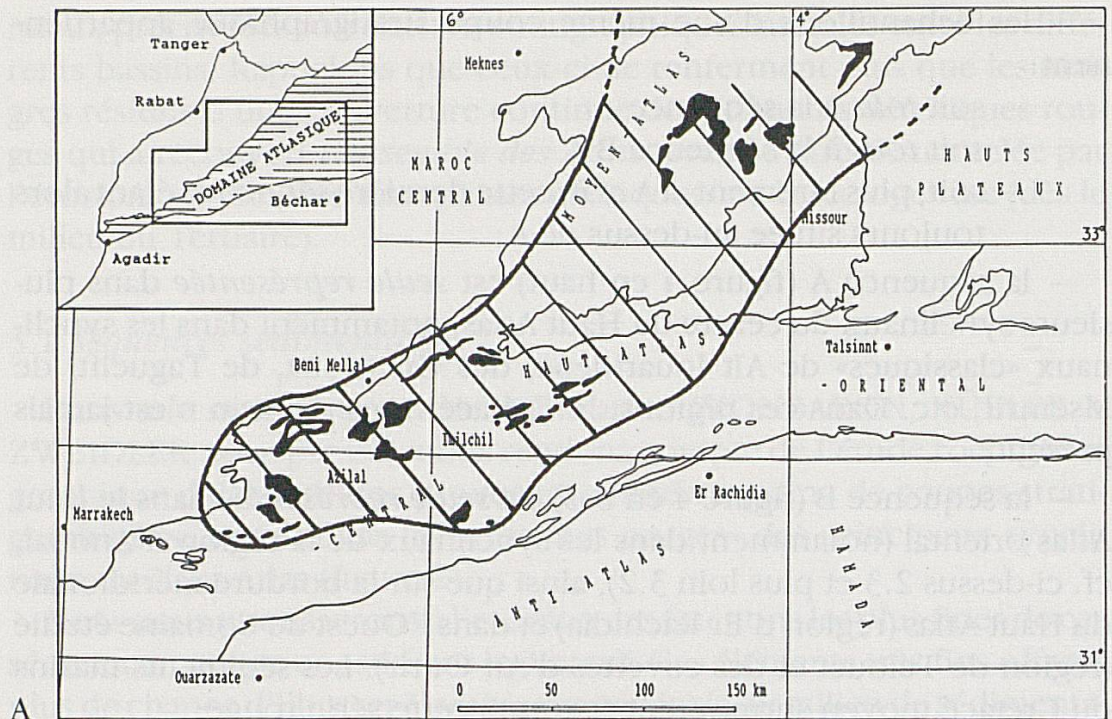 6°
4°
Tanger
Meknes
Rabat
DOMAINE ATLASIQUE
Béchar
Agadir
MAROC
CENTRAL
MOYEN ATLAS
HAUTS
PLATEAUX
Missour
33°
Beni Mellal
HAUT ATLAS
Talsinnt
-ORIENTAL
Imilchil
Azilal
Er Rachidia
Marrakech
CENTRAL
ANTI-ATLAS
HAMADA
31°
Ouarzazate
0 50 100 150 km
A